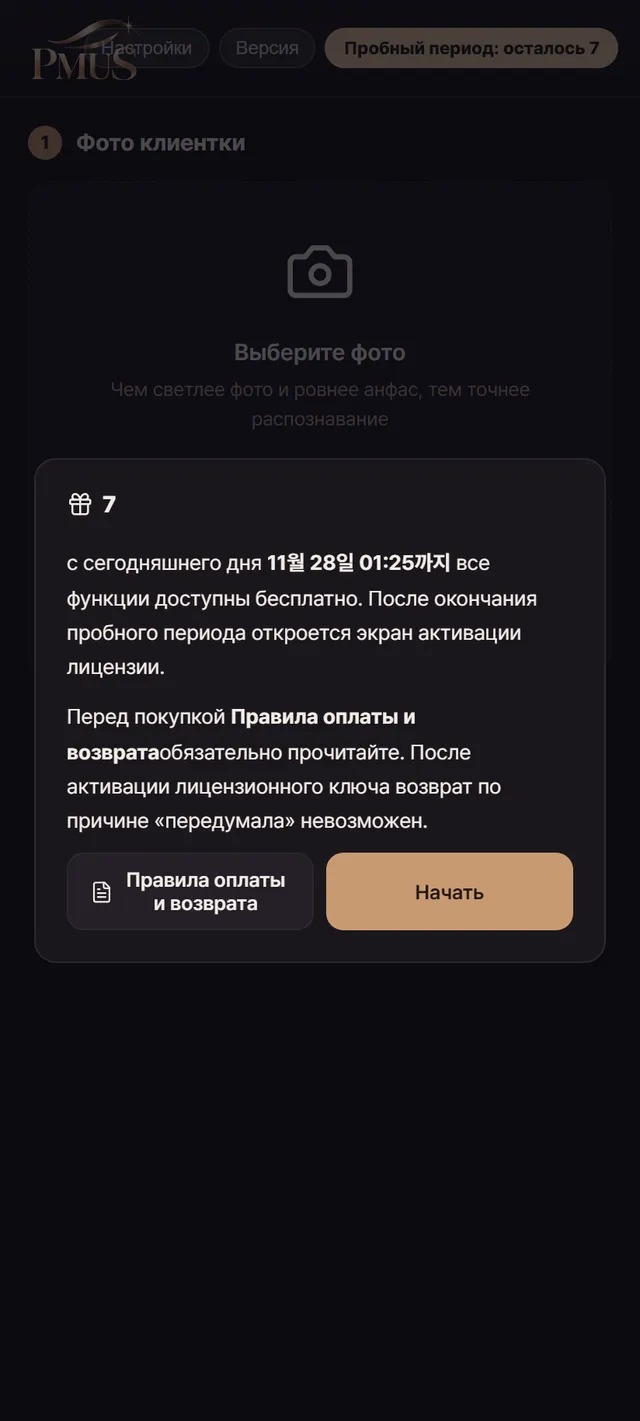 PMUS
Настройки
Версия
Пробный период: осталось 7
1
Фото клиентки
Выберите фото
Чем светлее фото и ровнее анфас, тем точнее
распознавание
7
с сегодняшнего дня 11월 28일 01:25까지 все
функции доступны бесплатно. После окончания
пробного периода откроется экран активации
лицензии.
Перед покупкой Правила оплаты и
возвратаобязательно прочитайте. После
активации лицензионного ключа возврат по
причине «передумала» невозможен.
Правила оплаты
и возврата
Начать